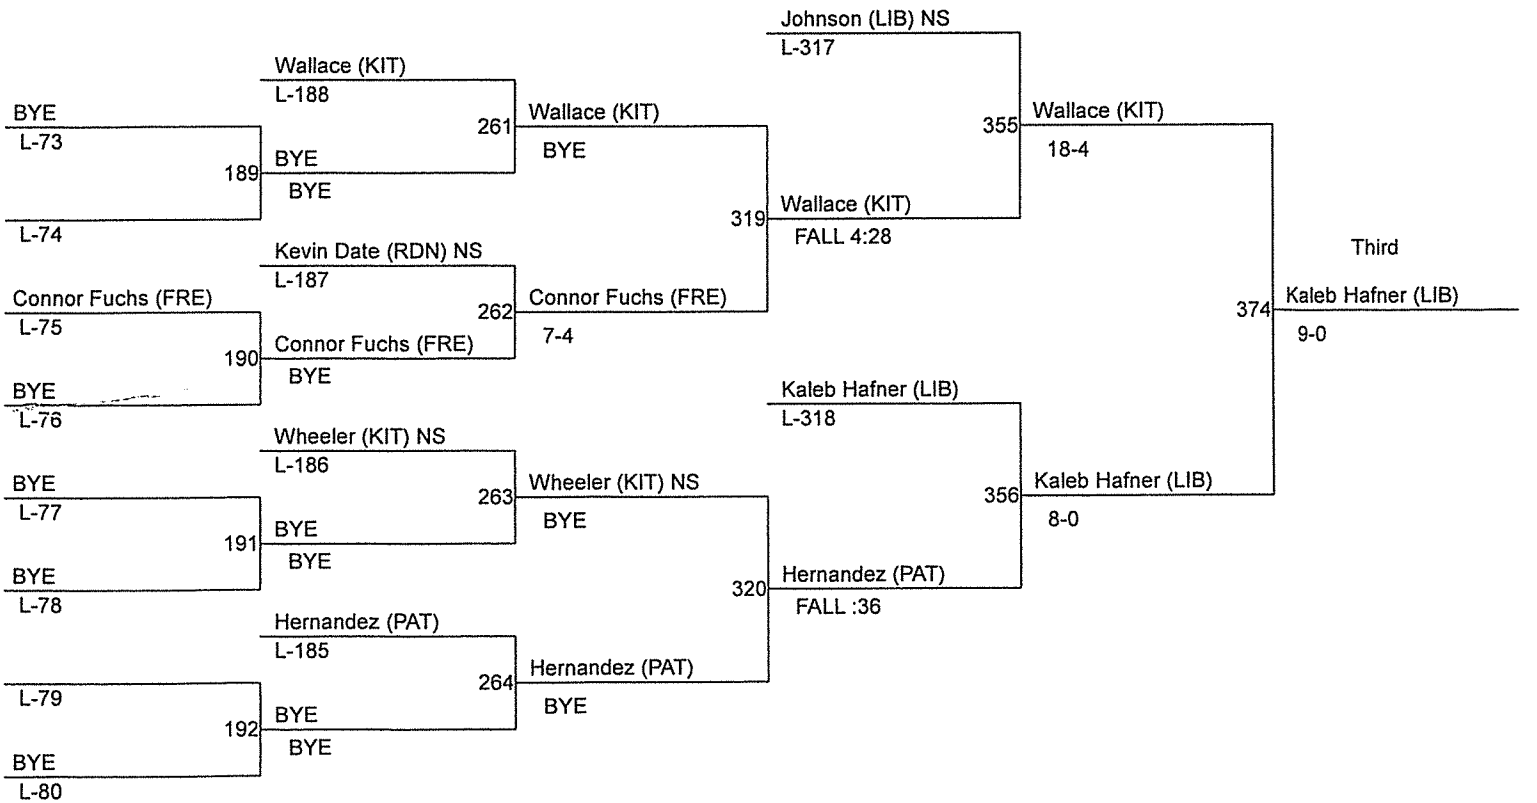 Johnson (LIB) NS
L-317
Wallace (KIT)
L-188
BYE
L-73
261
Wallace (KIT)
BYE
355
Wallace (KIT)
18-4
189
BYE
BYE
L-74
319
Wallace (KIT)
FALL 4:28
Kevin Date (RDN) NS
L-187
Third
Connor Fuchs (FRE)
L-75
262
Connor Fuchs (FRE)
7-4
374
Kaleb Hafner (LIB)
9-0
190
Connor Fuchs (FRE)
BYE
BYE
L-76
Kaleb Hafner (LIB)
L-318
Wheeler (KIT) NS
L-186
BYE
L-77
263
Wheeler (KIT) NS
BYE
356
Kaleb Hafner (LIB)
8-0
191
BYE
BYE
BYE
L-78
320
Hernandez (PAT)
FALL :36
Hernandez (PAT)
L-185
L-79
264
Hernandez (PAT)
BYE
192
BYE
BYE
BYE
L-80